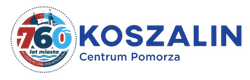 760
lat miasta
KOSZALIN
Centrum Pomorza